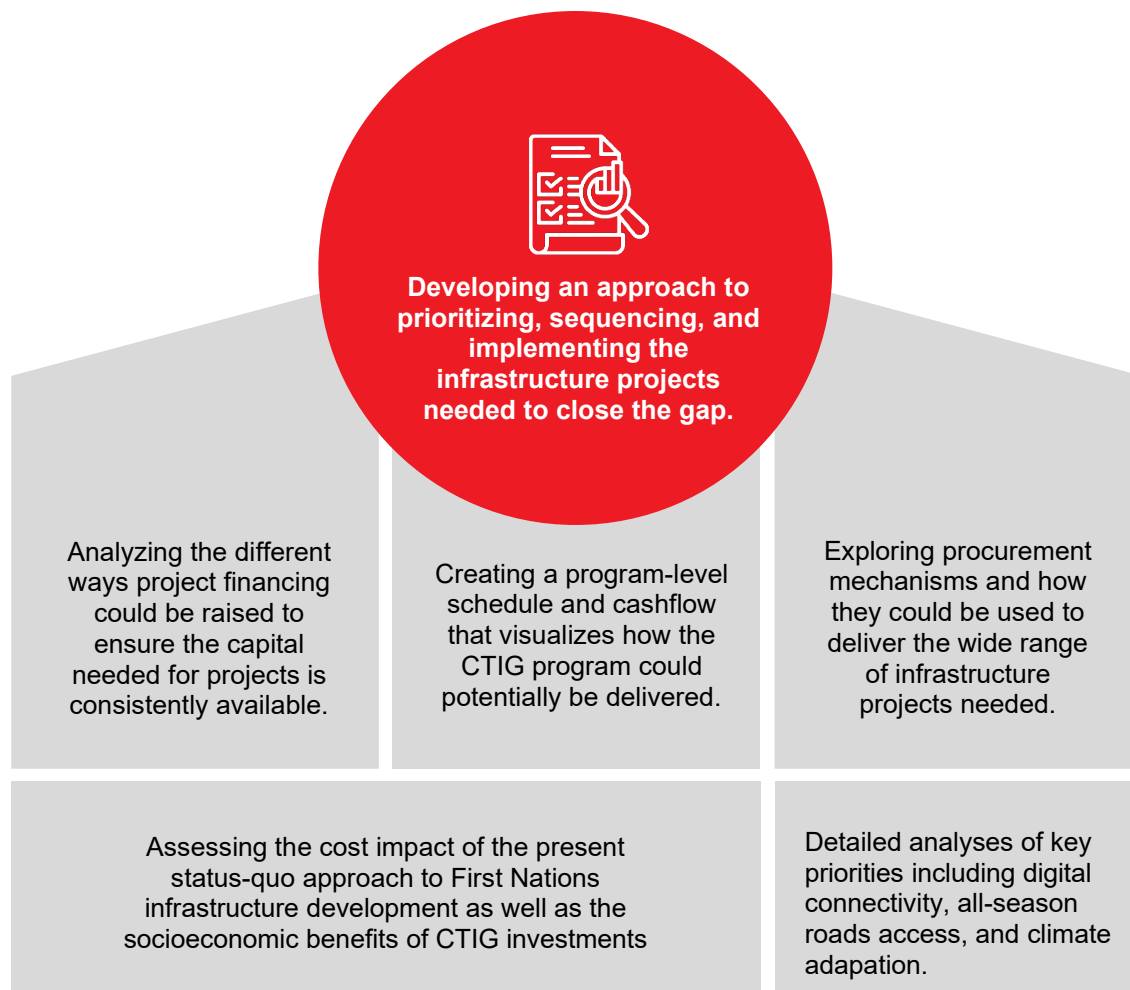 Developing an approach to
prioritizing, sequencing, and
implementing the
infrastructure projects
needed to close the gap.
Analyzing the different
ways project financing
could be raised to
ensure the capital
needed for projects is
consistently available.
Creating a program-level
schedule and cashflow
that visualizes how the
CTIG program could
potentially be delivered.
Exploring procurement
mechanisms and how
they could be used to
deliver the wide range
of infrastructure
projects needed.
Assessing the cost impact of the present
status-quo approach to First Nations
infrastructure development as well as the
socioeconomic benefits of CTIG investments
Detailed analyses of key
priorities including digital
connectivity, all-season
roads access, and climate
adapation.